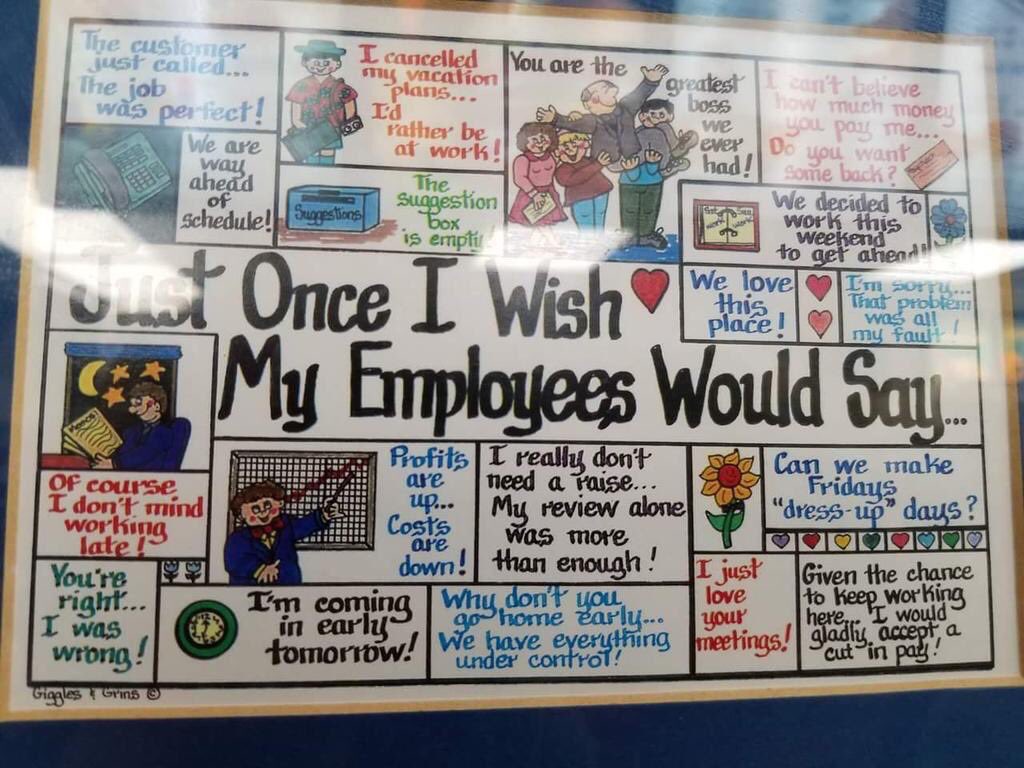 The customer
just called...
The job
was perfect!
I cancelled
my vacation
plans...
I'd
rather be
at work!
You are the
greatest
boss
we
ever
had!
I can't believe
how much money
you pay me...
Do you want
some back?
We are
way
ahead
of
schedule!
Suggestions
The
suggestion
box
is empty!
We decided to
work this
weekend
to get ahead!
We love
this
place!
I'm sorry...
That problem
was all
my fault!
Just Once I Wish
My Employees Would Say...
Of course
I don't mind
working
late!
Profits
are
up...
Costs
are
down!
I really don't
need a raise...
My review alone
was more
than enough!
Can we make
Fridays
"dress-up" days?
You're
right...
I was
wrong!
I'm coming
in early
tomorrow!
Why don't you
go home early...
We have everything
under control!
I just
love
your
meetings!
Given the chance
to keep working
here... I would
gladly accept a
cut in pay!
Giggles & Grins ©